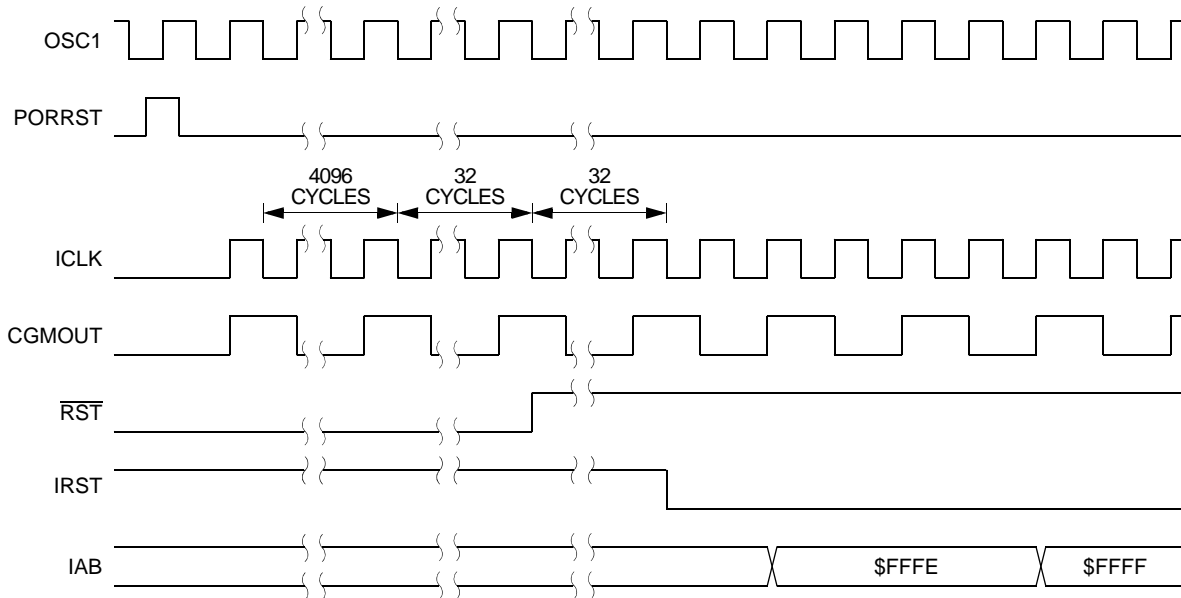 OSC1
PORRST
4096
CYCLES
32
CYCLES
32
CYCLES
ICLK
CGMOUT
RST
IRST
IAB
$FFFE
$FFFF